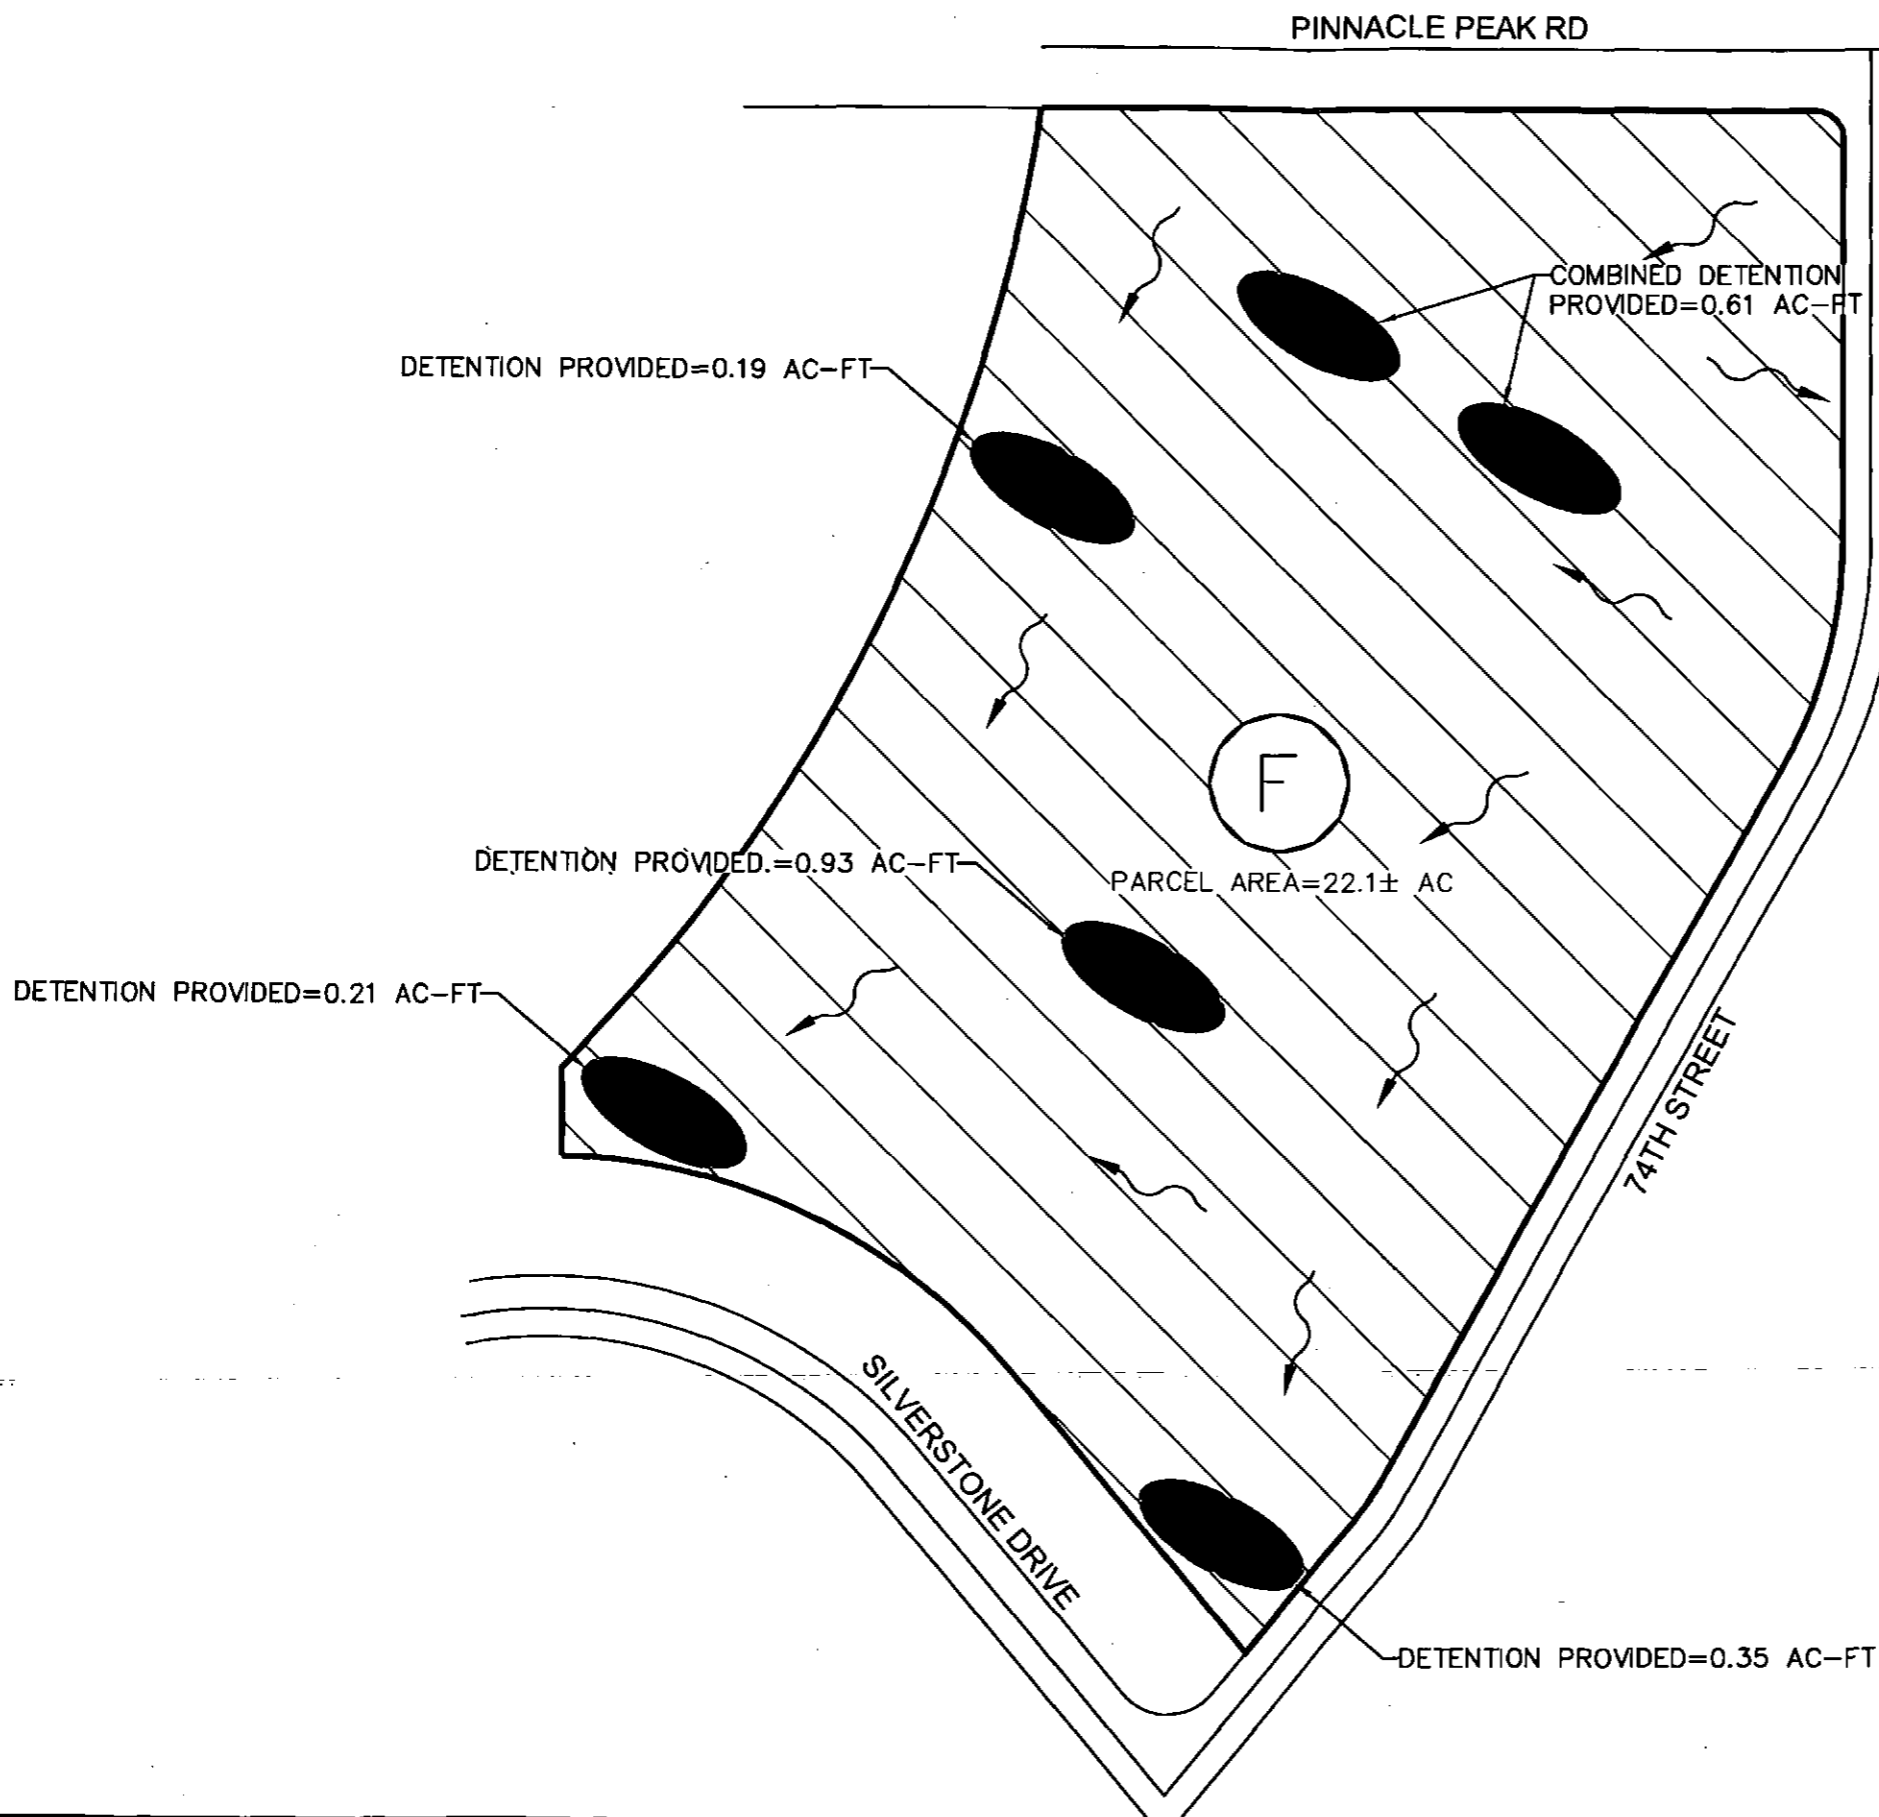 PINNACLE PEAK RD
COMBINED DETENTION
PROVIDED=0.61 AC-FT
DETENTION PROVIDED=0.19 AC-FT
F
DETENTION PROVIDED.=0.93 AC-FT
PARCEL AREA=22.1± AC
DETENTION PROVIDED=0.21 AC-FT
74TH STREET
SILVERSTONE DRIVE
DETENTION PROVIDED=0.35 AC-FT